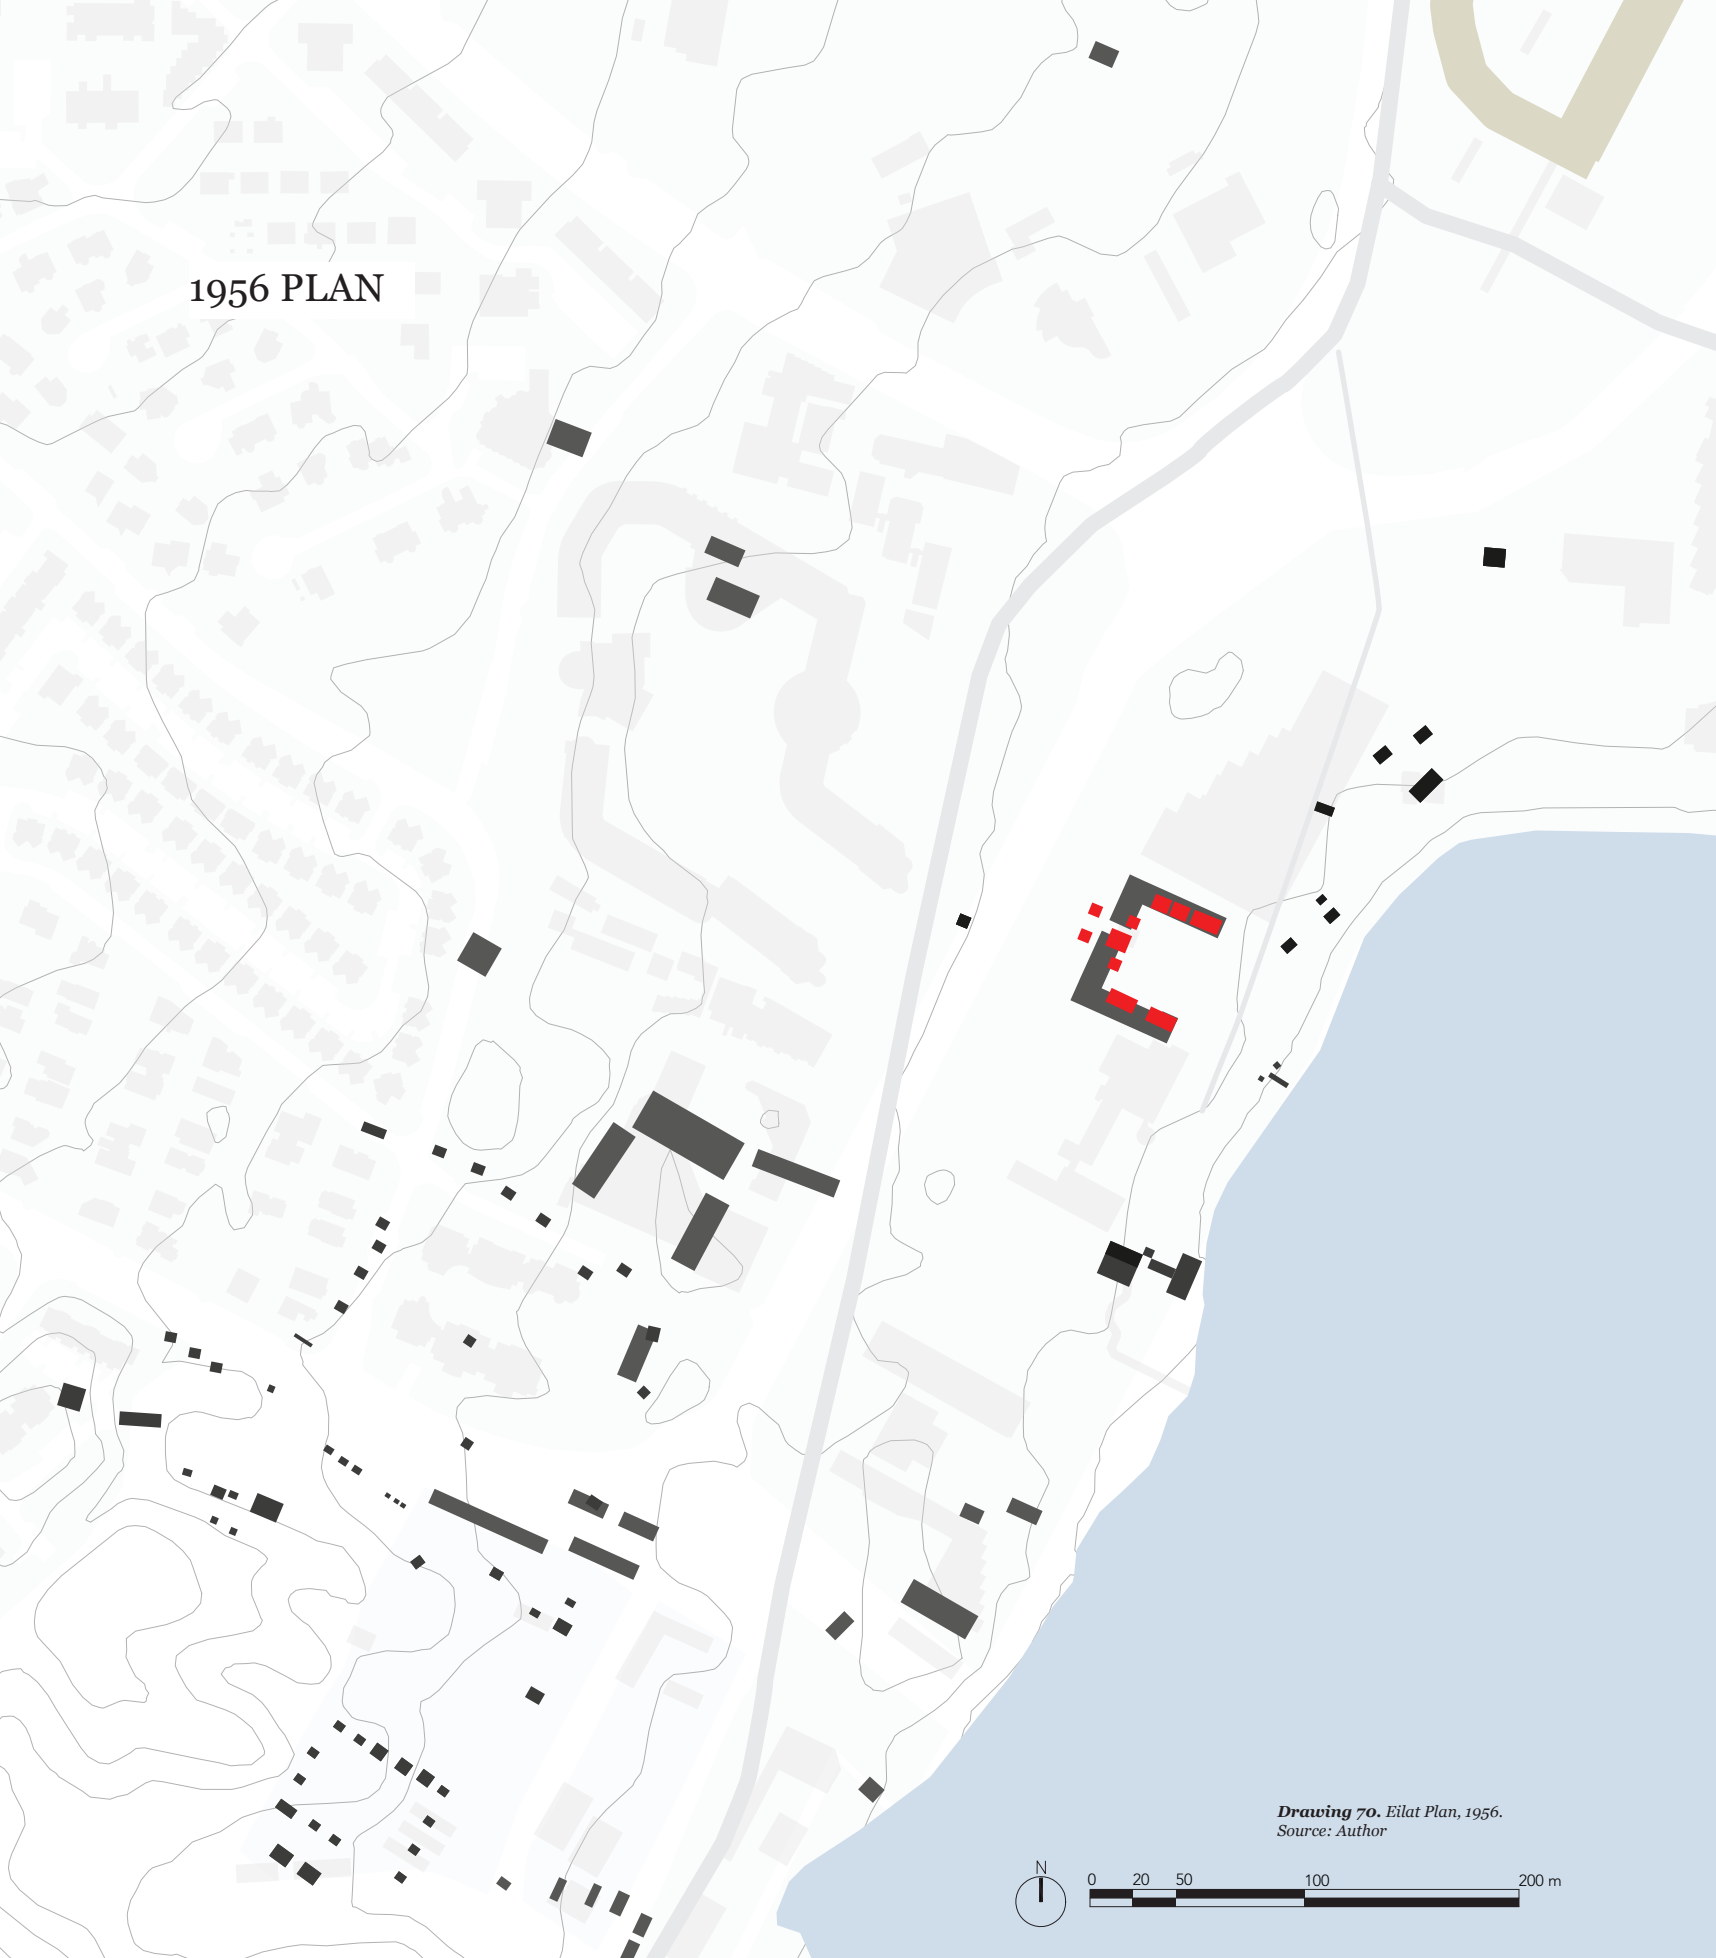 1956 PLAN
Drawing 70. Eilat Plan, 1956.
Source: Author
N
0 20 50 100 200 m